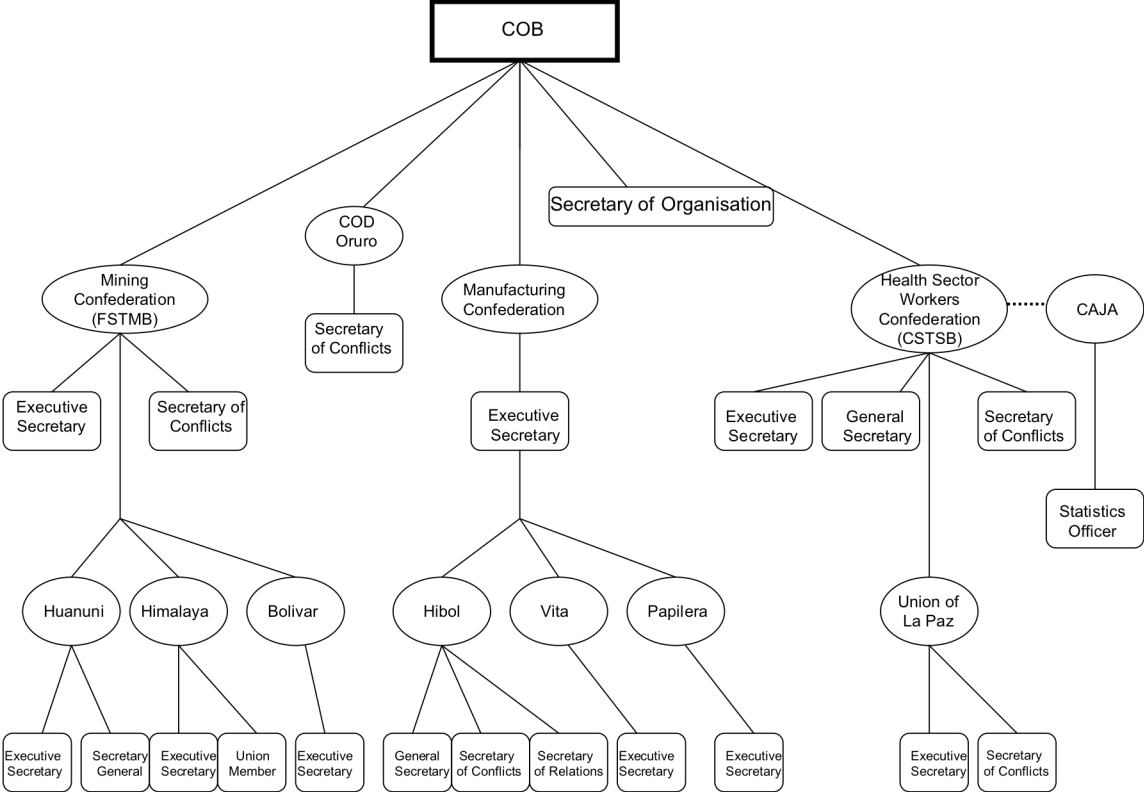 COB
Secretary of Organisation
COD
Oruro
Mining
Confederation
(FSTMB)
Manufacturing
Confederation
Health Sector
Workers
Confederation
(CSTSB)
CAJA
Secretary
of Conflicts
Executive
Secretary
Secretary of
Conflicts
Executive
Secretary
Executive
Secretary
General
Secretary
Secretary
of Conflicts
Statistics
Officer
Huanuni
Himalaya
Bolivar
Hibol
Vita
Papilera
Union of
La Paz
Executive
Secretary
Secretary
General
Executive
Secretary
Union
Member
Executive
Secretary
General
Secretary
Secretary
of Conflicts
Secretary
of Relations
Executive
Secretary
Executive
Secretary
Executive
Secretary
Secretary
of Conflicts